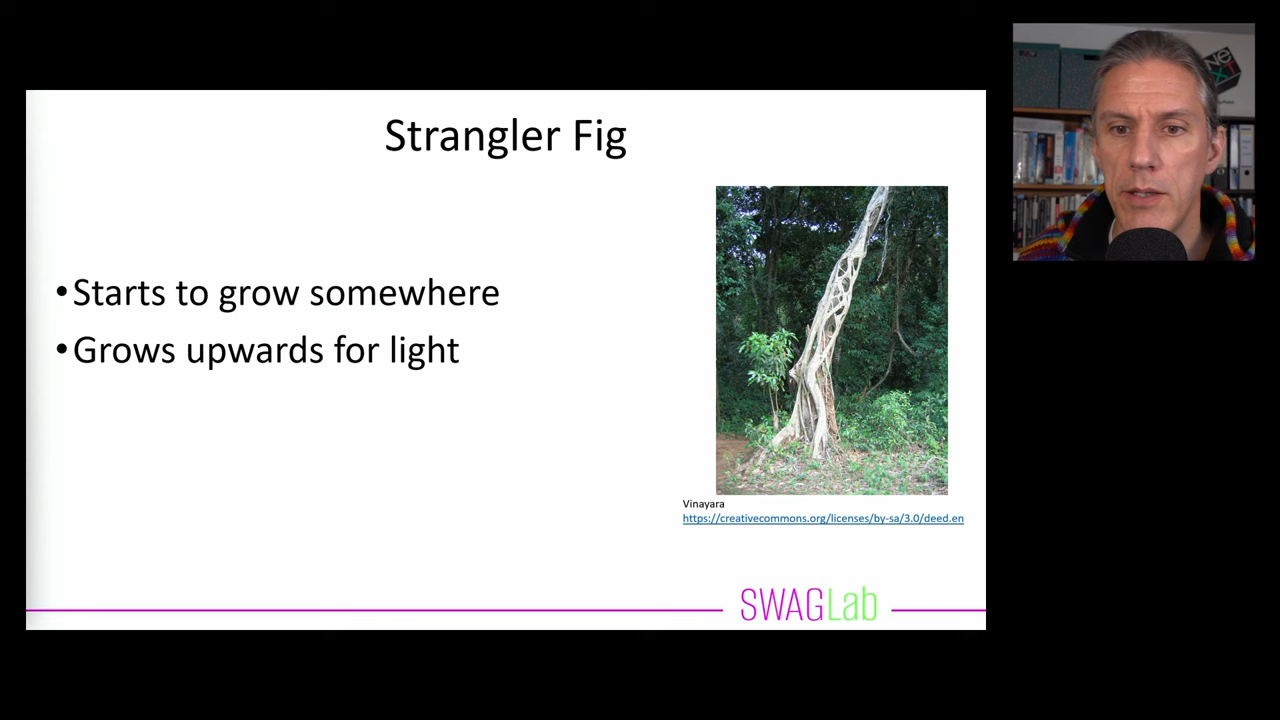 Strangler Fig
•Starts to grow somewhere
•Grows upwards for light
Vinayara
https://creativecommons.org/licenses/by-sa/3.0/deed.en
SWAGLab
NeXT